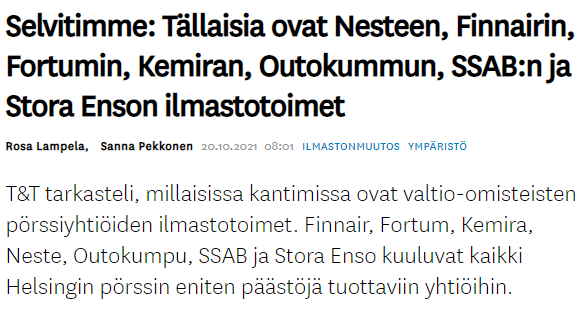 Selvitimme: Tällaisia ovat Nesteen, Finnairin,
Fortumin, Kemiran, Outokummun, SSAB:n ja
Stora Enson ilmastotoimet
Rosa Lampela, Sanna Pekkonen 20.10.2021 08:01 ILMASTONMUUTOS YMPÄRISTÖ
T&T tarkasteli, millaisissa kantimissa ovat valtio-omisteisten
pörssiyhtiöiden ilmastotoimet. Finnair, Fortum, Kemira,
Neste, Outokumpu, SSAB ja Stora Enso kuuluvat kaikki
Helsingin pörssin eniten päästöjä tuottaviin yhtiöihin.